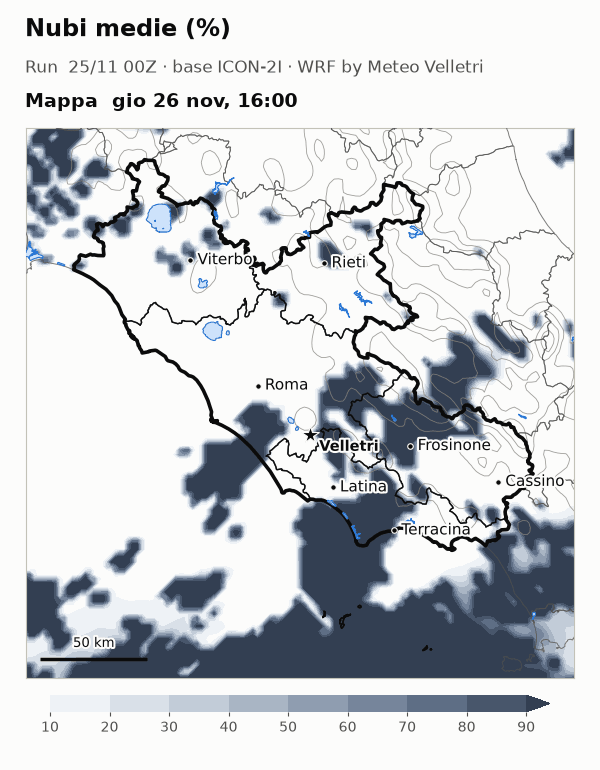 Nubi medie (%)
Run 25/11 00Z · base ICON-2I · WRF by Meteo Velletri
Mappa gio 26 nov, 16:00
Viterbo
Rieti
Roma
Velletri
Frosinone
Latina
Cassino
Terracina
50 km
10 20 30 40 50 60 70 80 90